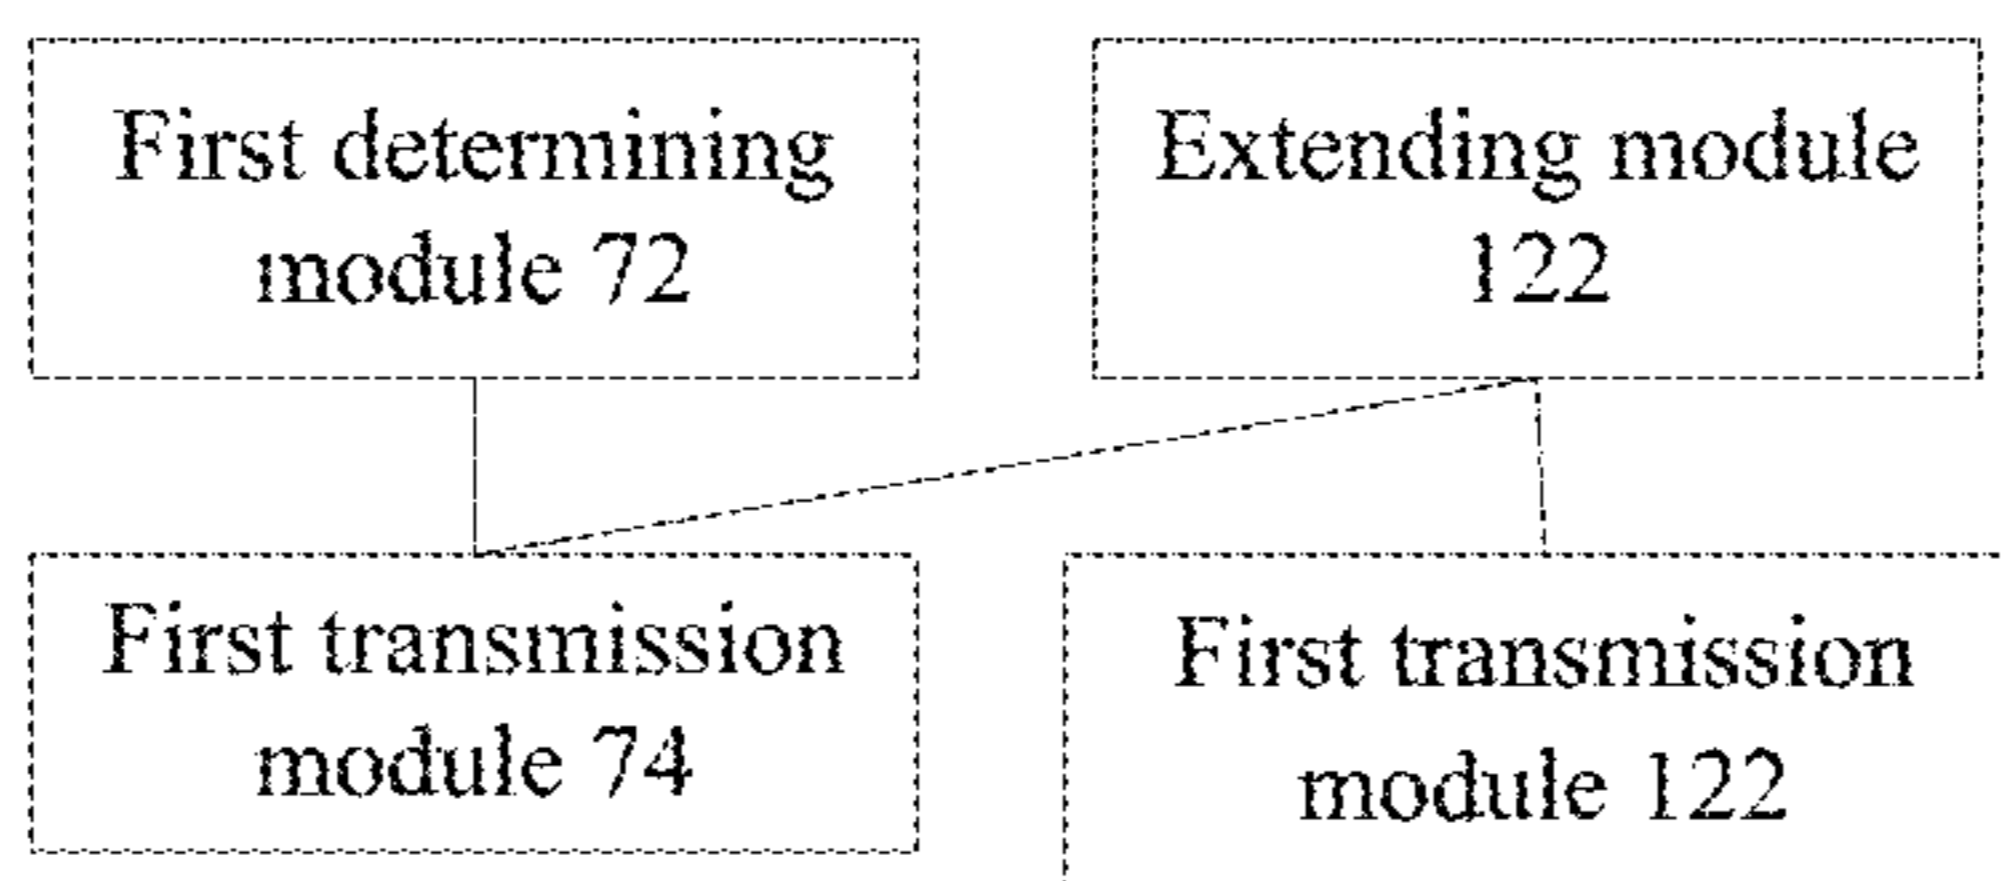 First determining
module 72
Extending module
122
First transmission
module 74
First transmission
module 122